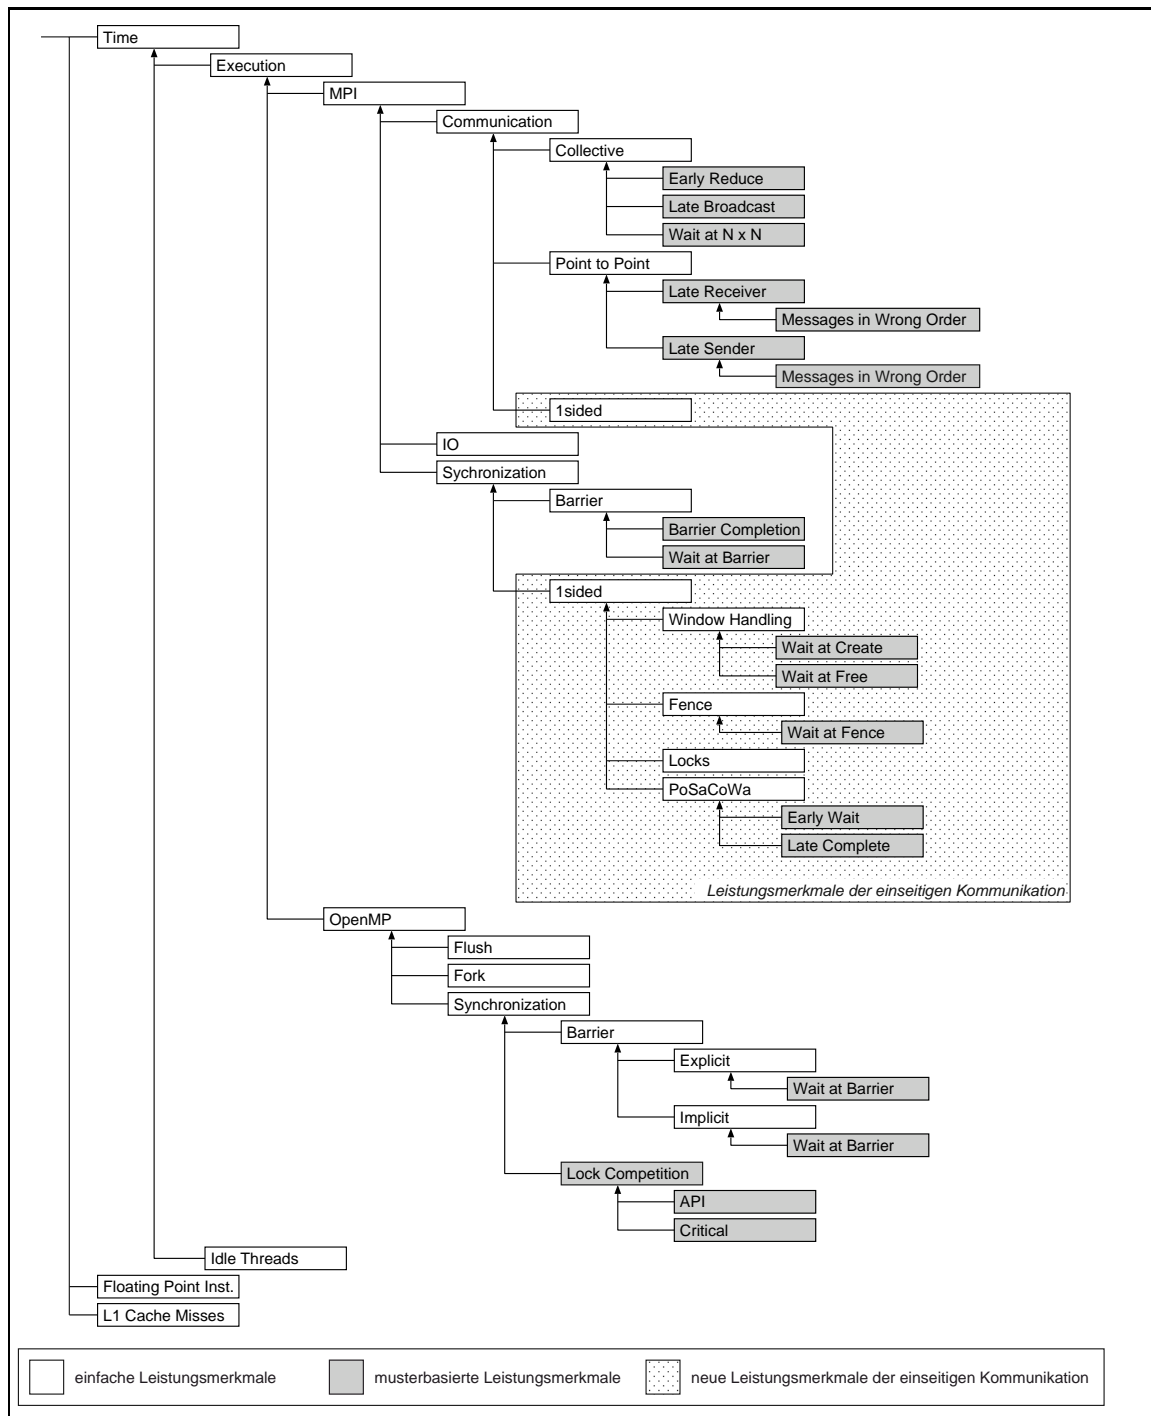 Time
Execution
MPI
Communication
Collective
Early Reduce
Late Broadcast
Wait at N x N
Point to Point
Late Receiver
Messages in Wrong Order
Late Sender
Messages in Wrong Order
1sided
IO
Sychronization
Barrier
Barrier Completion
Wait at Barrier
1sided
Window Handling
Wait at Create
Wait at Free
Fence
Wait at Fence
Locks
PoSaCoWa
Early Wait
Late Complete
Leistungsmerkmale der einseitigen Kommunikation
OpenMP
Flush
Fork
Synchronization
Barrier
Explicit
Wait at Barrier
Implicit
Wait at Barrier
Lock Competition
API
Critical
Idle Threads
Floating Point Inst.
L1 Cache Misses
einfache Leistungsmerkmale musterbasierte Leistungsmerkmale neue Leistungsmerkmale der einseitigen Kommunikation